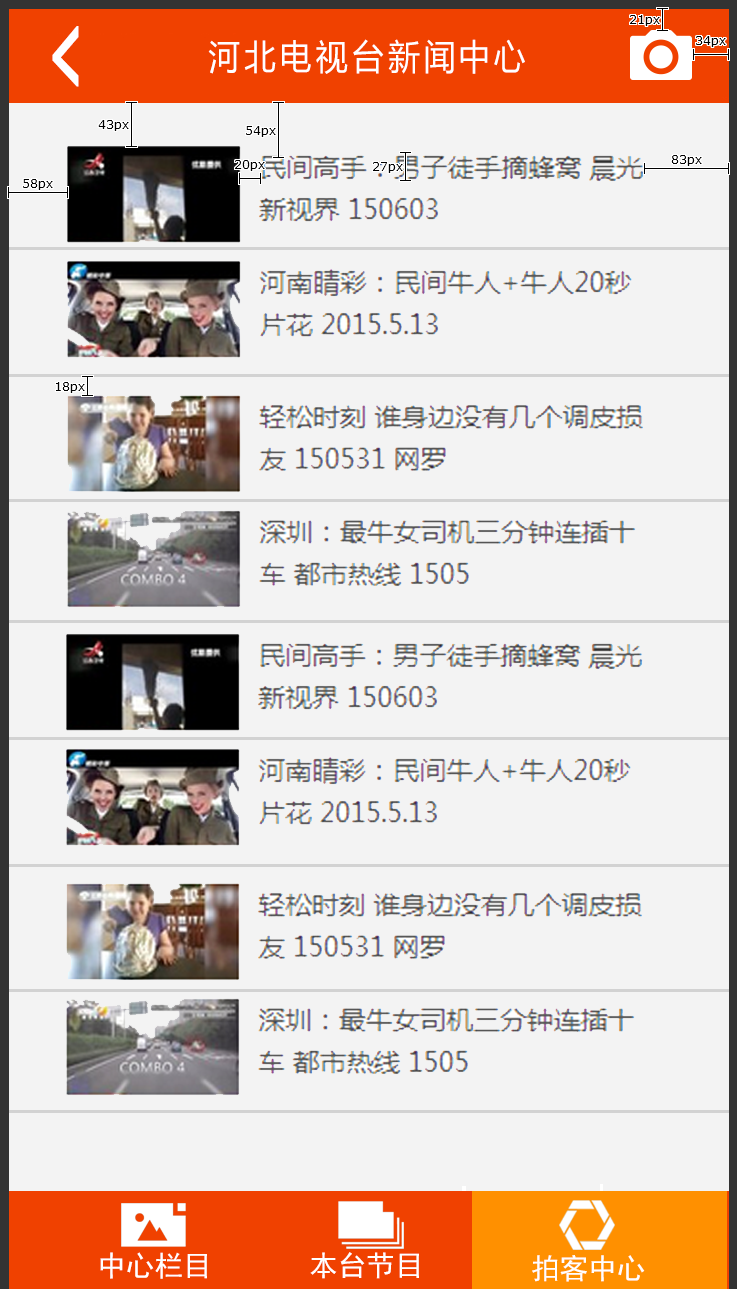 21px
河北电视台新闻中心
34px
43px
54px
20px
27px
83px
58px
民间高手：男子徒手摘蜂窝 晨光
新视界 150603
河南睛彩：民间牛人+牛人20秒
片花 2015.5.13
18px
轻松时刻 谁身边没有几个调皮损
友 150531 网罗
深圳：最牛女司机三分钟连插十
车 都市热线 1505
COMBO 4
民间高手：男子徒手摘蜂窝 晨光
新视界 150603
河南睛彩：民间牛人+牛人20秒
片花 2015.5.13
轻松时刻 谁身边没有几个调皮损
友 150531 网罗
深圳：最牛女司机三分钟连插十
车 都市热线 1505
COMBO 4
中心栏目
本台节目
拍客中心